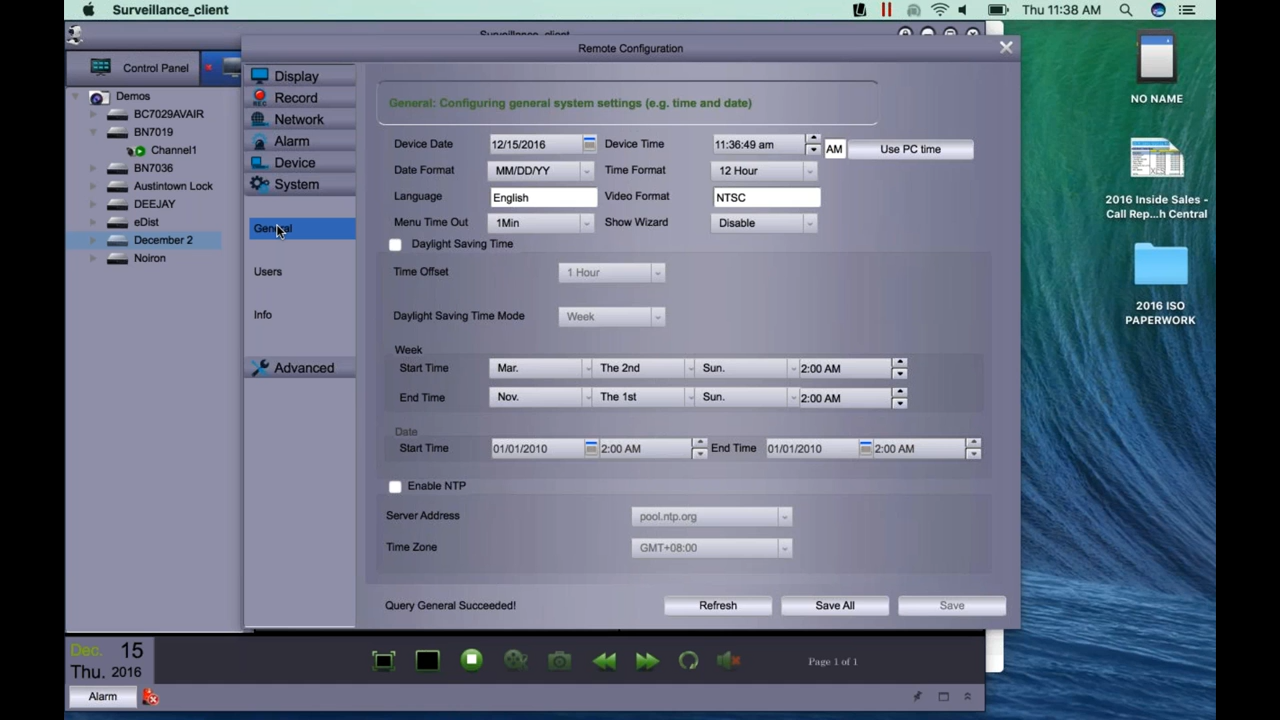 Surveillance_client
Thu 11:38 AM
Surveillance_client
Remote Configuration
Control Panel
Demos
BC7029AVAIR
BN7019
Channel1
BN7036
Austintown Lock
DEEJAY
eDist
December 2
Noiron
Display
REC
Record
Network
Alarm
Device
System
General
Users
Info
Advanced
General: Configuring general system settings (e.g. time and date)
Device Date 12/15/2016 Device Time 11:36:49 am AM Use PC time
Date Format MM/DD/YY Time Format 12 Hour
Language English Video Format NTSC
Menu Time Out 1Min Show Wizard Disable
Daylight Saving Time
Time Offset 1 Hour
Daylight Saving Time Mode Week
Week
Start Time Mar. The 2nd Sun. 2:00 AM
End Time Nov. The 1st Sun. 2:00 AM
Date
Start Time 01/01/2010 2:00 AM End Time 01/01/2010 2:00 AM
Enable NTP
Server Address pool.ntp.org
Time Zone GMT+08:00
Query General Succeeded! Refresh Save All Save
Dec. 15
Thu. 2016
Page 1 of 1
Alarm
NO NAME
2016 Inside Sales -
Call Rep...h Central
2016 ISO
PAPERWORK